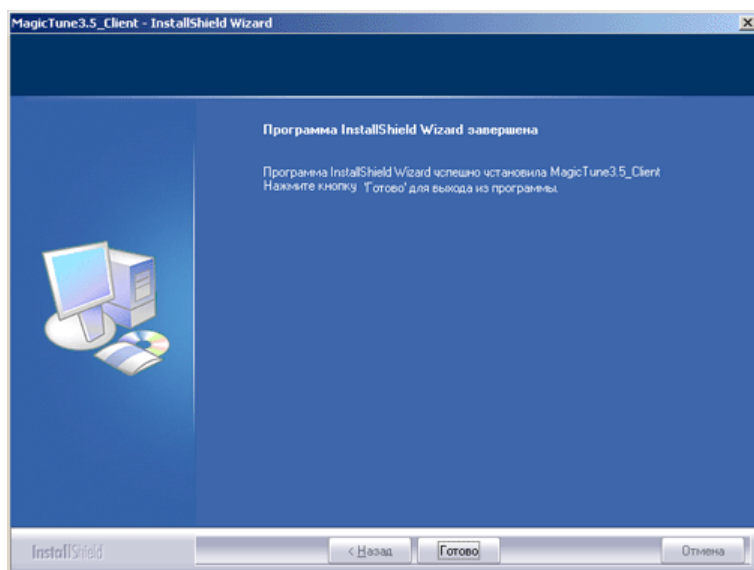 MagicTune3.5_Client - InstallShield Wizard
Программа InstallShield Wizard завершена
Программа InstallShield Wizard успешно установила MagicTune3.5_Client
Нажмите кнопку 'Готово' для выхода из программы.
InstallShield
< Назад
Готово
Отмена